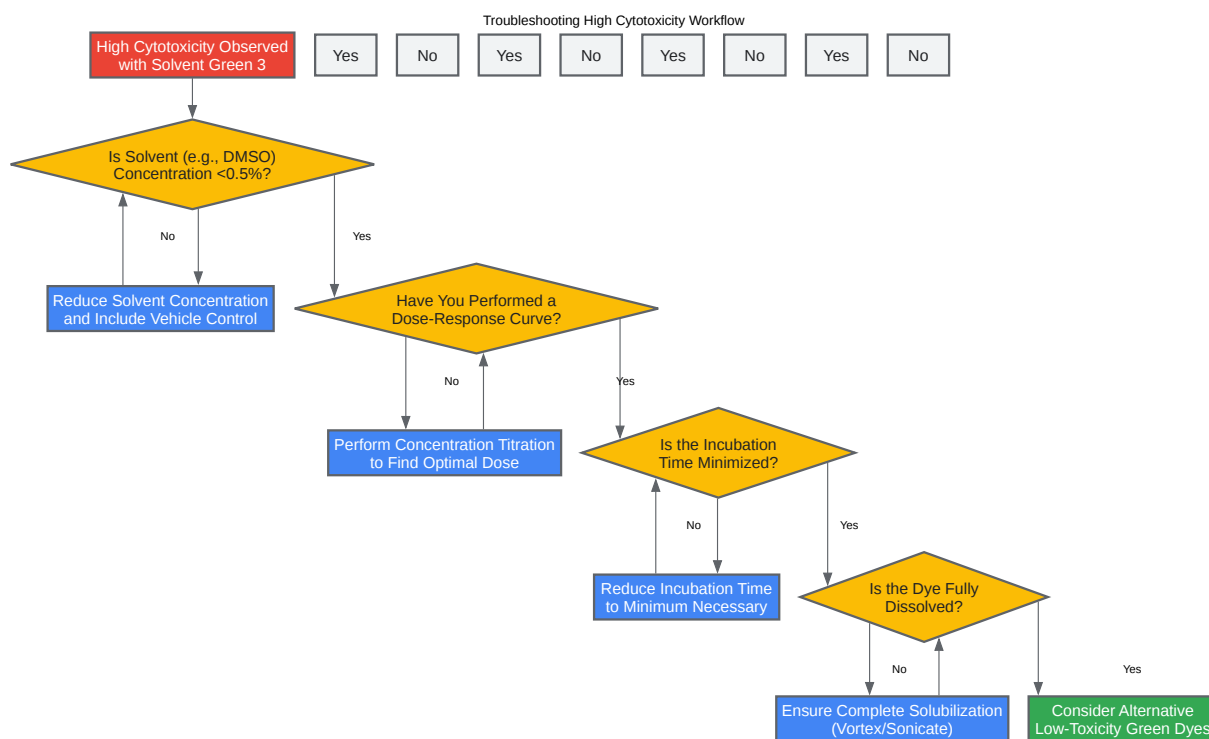 Troubleshooting High Cytotoxicity Workflow
High Cytotoxicity Observed
with Solvent Green 3
Yes
No
Yes
No
Yes
No
Yes
No
Is Solvent (e.g., DMSO)
Concentration <0.5%?
No
Yes
Reduce Solvent Concentration
and Include Vehicle Control
Have You Performed a
Dose-Response Curve?
No
Yes
Perform Concentration Titration
to Find Optimal Dose
Is the Incubation
Time Minimized?
No
Yes
Reduce Incubation Time
to Minimum Necessary
Is the Dye Fully
Dissolved?
No
Yes
Ensure Complete Solubilization
(Vortex/Sonicate)
Consider Alternative
Low-Toxicity Green Dyes